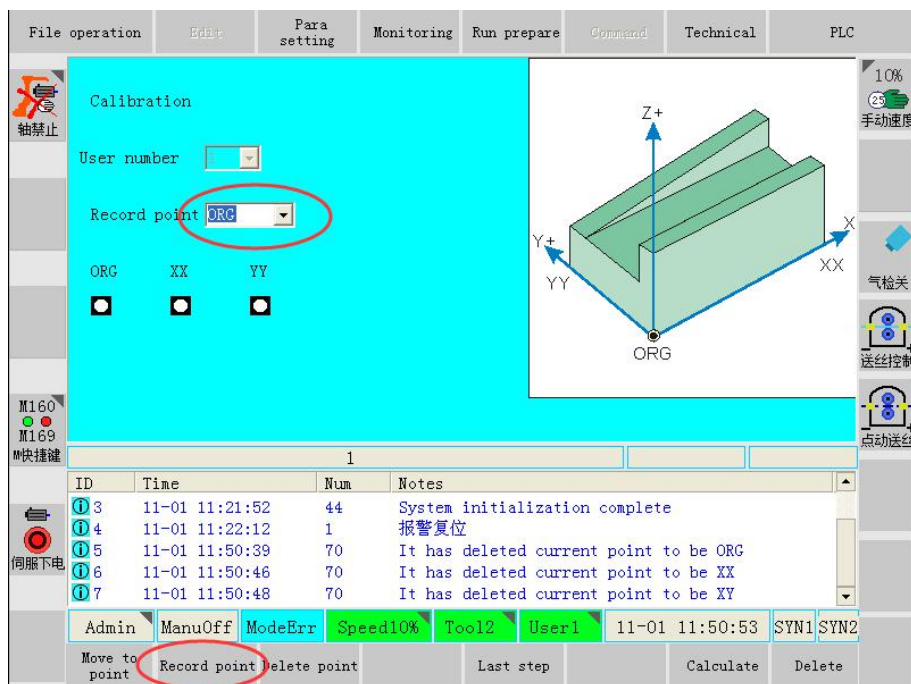 File operation
Edit
Para setting
Monitoring
Run prepare
Command
Technical
PLC
轴禁止
M160
M169
M快捷键
伺服下电
Calibration
User number 1
Record point ORG
ORG XX YY
Z+
Y+
YY
X
XX
ORG
10%
25
手动速度
气检关
送丝控制
点动送丝
1
ID Time Num Notes
3 11-01 11:21:52 44 System initialization complete
4 11-01 11:22:12 1 报警复位
5 11-01 11:50:39 70 It has deleted current point to be ORG
6 11-01 11:50:46 70 It has deleted current point to be XX
7 11-01 11:50:48 70 It has deleted current point to be XY
Admin ManuOff ModeErr Speed10% Tool2 User1 11-01 11:50:53 SYN1 SYN2
Move to point
Record point
Delete point
Last step
Calculate
Delete